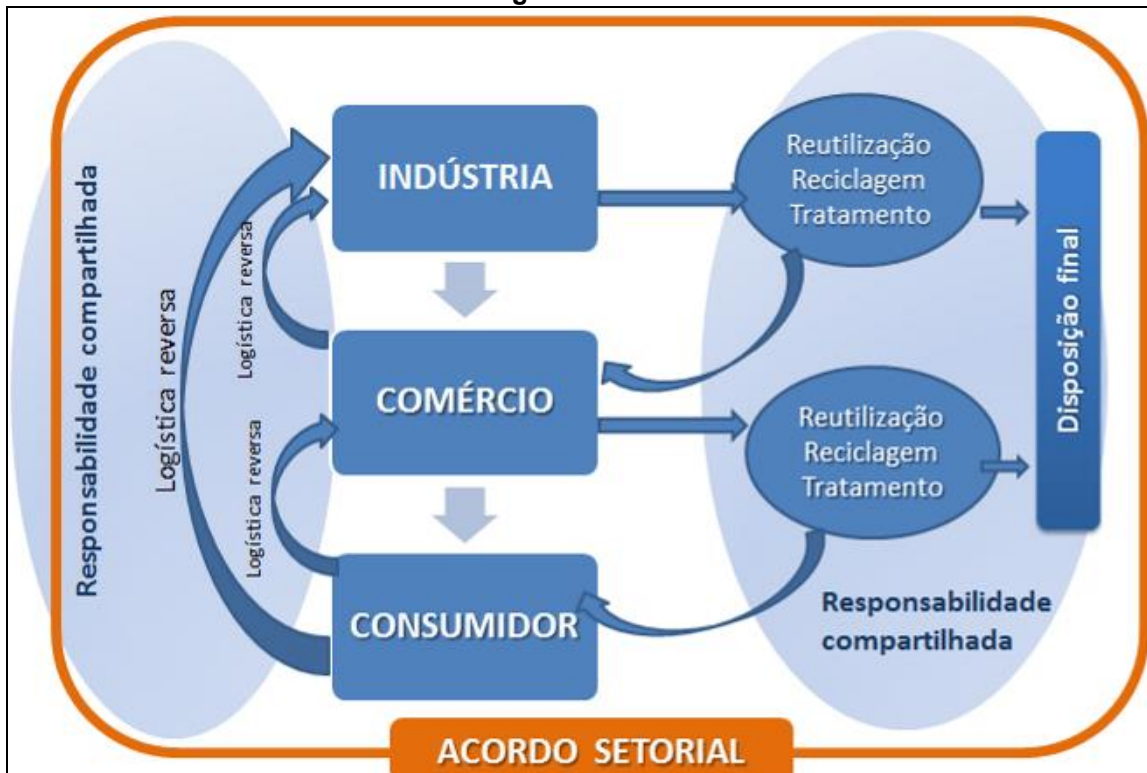 Responsabilidade compartilhada
Logística reversa
Logística reversa
Logística reversa
INDÚSTRIA
COMÉRCIO
CONSUMIDOR
Reutilização
Reciclagem
Tratamento
Reutilização
Reciclagem
Tratamento
Disposição final
Responsabilidade
compartilhada
ACORDO SETORIAL